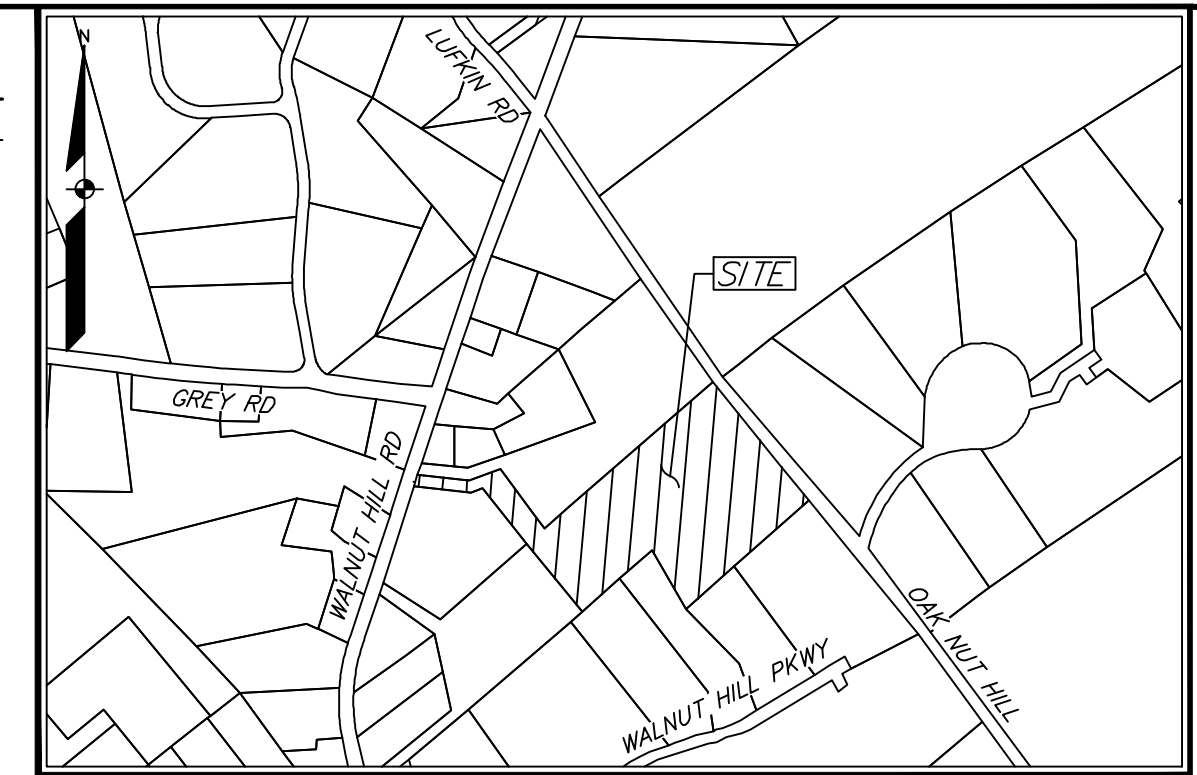 N
LUFKIN RD
SITE
GREY RD
WALNUT HILL RD
OAK NUT HILL
WALNUT HILL PKWY